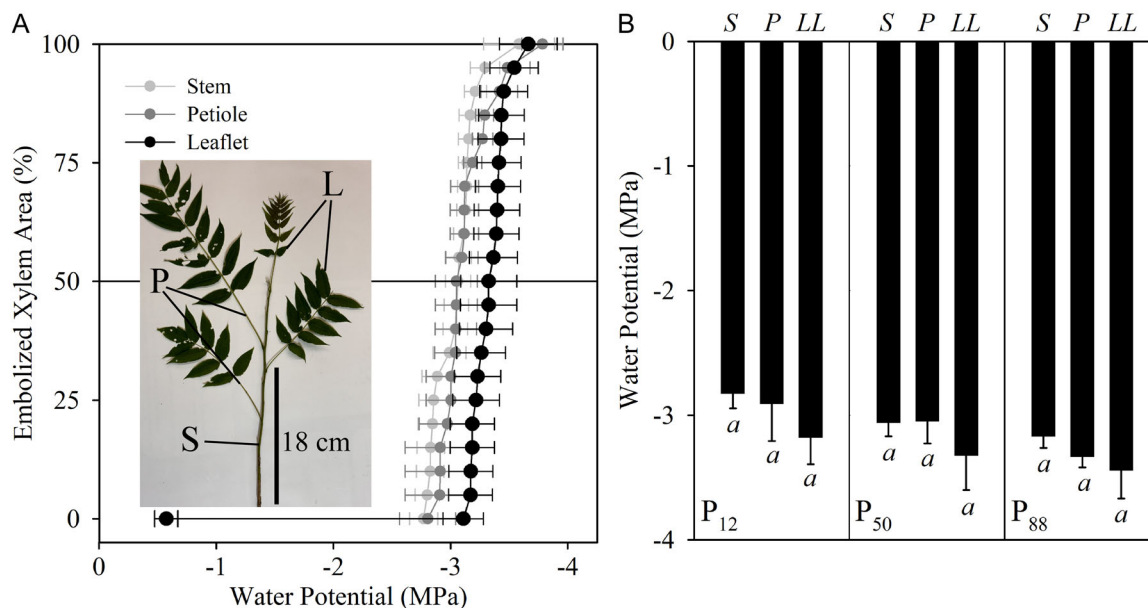 A
100
75
50
25
0
Embolized Xylem Area (%)
Stem
Petiole
Leaflet
L
P
S
18 cm
0
-1
-2
-3
-4
Water Potential (MPa)
B
S P LL S P LL S P LL
0
-1
-2
-3
-4
Water Potential (MPa)
a a a a a a a a a
P12 P50 P88